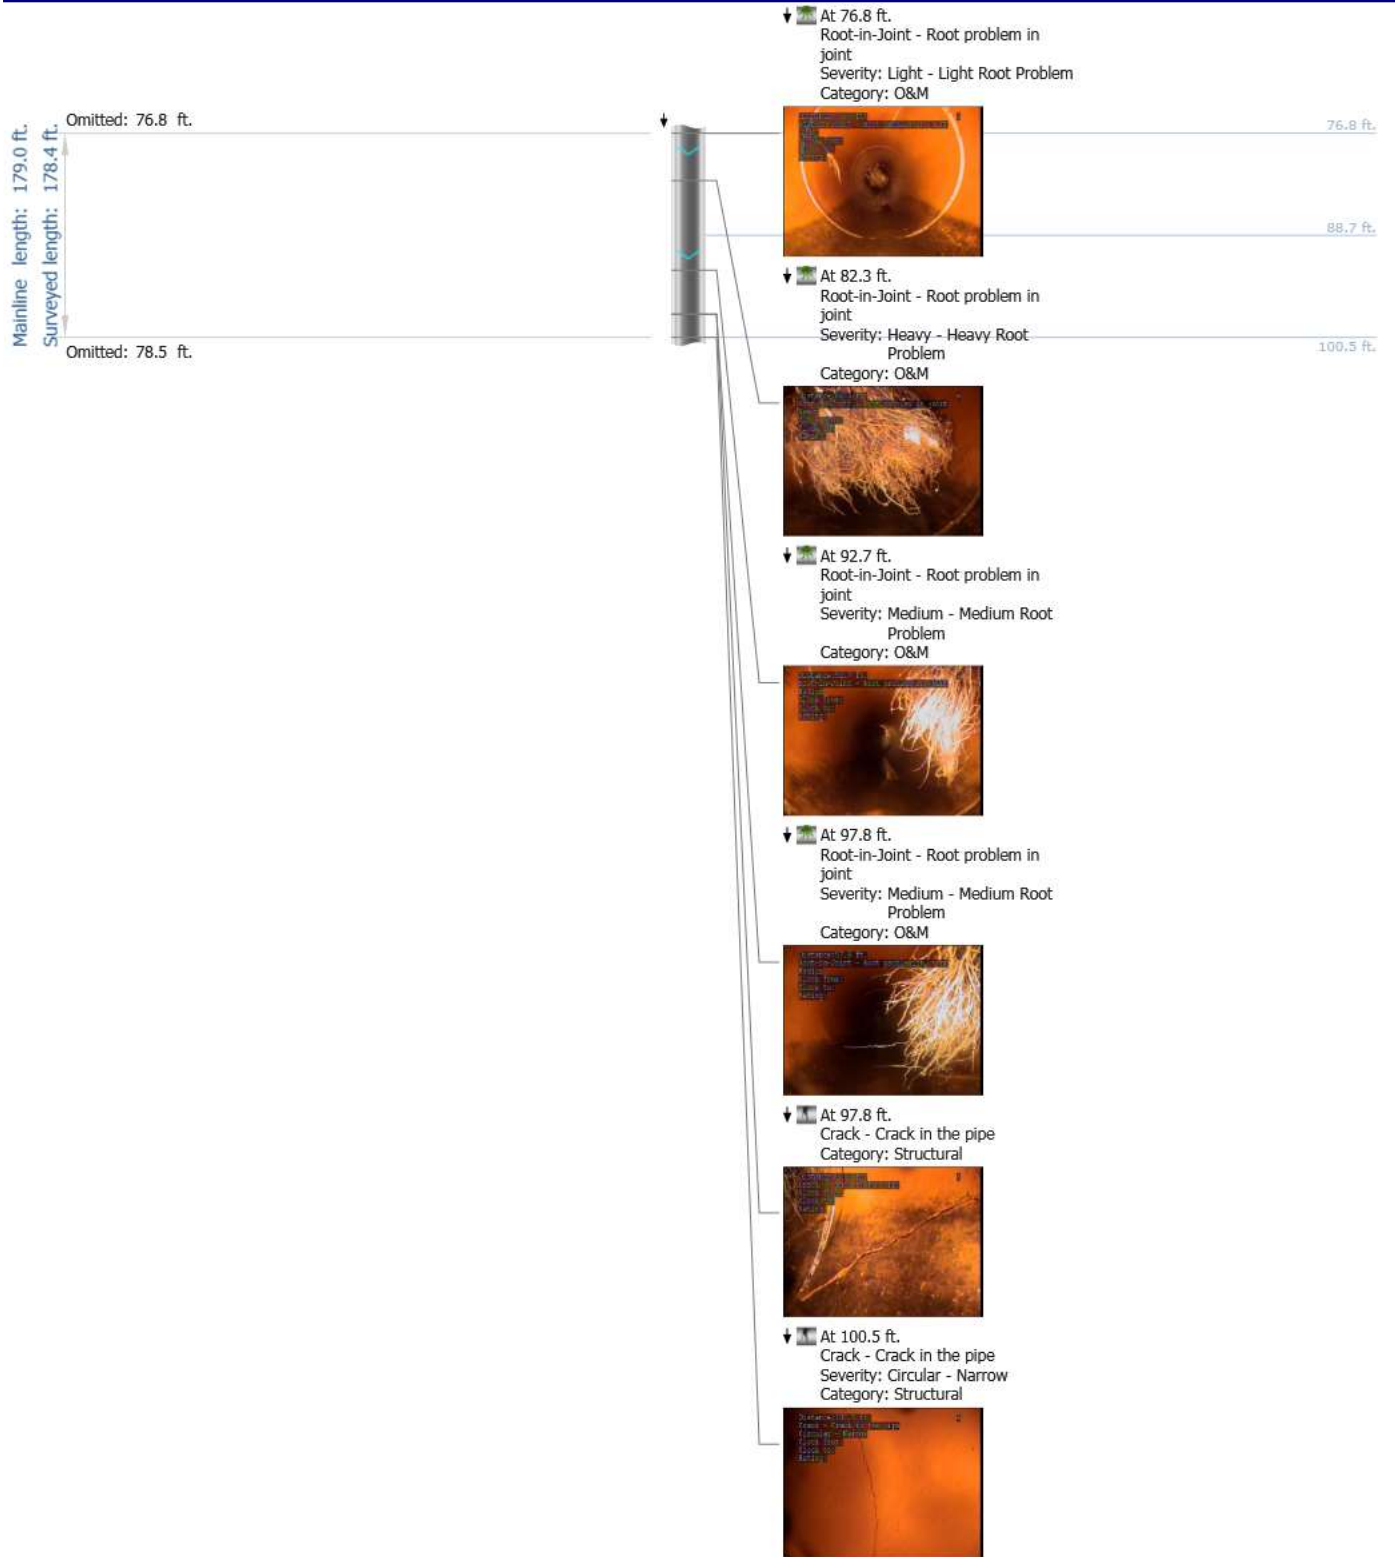 At 76.8 ft.
Root-in-Joint - Root problem in
joint
Severity: Light - Light Root Problem
Category: O&M
Omitted: 76.8 ft.
76.8 ft.
Mainline length: 179.0 ft.
Surveyed length: 178.4 ft.
88.7 ft.
At 82.3 ft.
Root-in-Joint - Root problem in
joint
Severity: Heavy - Heavy Root
Problem
Category: O&M
Omitted: 78.5 ft.
100.5 ft.
At 92.7 ft.
Root-in-Joint - Root problem in
joint
Severity: Medium - Medium Root
Problem
Category: O&M
At 97.8 ft.
Root-in-Joint - Root problem in
joint
Severity: Medium - Medium Root
Problem
Category: O&M
At 97.8 ft.
Crack - Crack in the pipe
Category: Structural
At 100.5 ft.
Crack - Crack in the pipe
Severity: Circular - Narrow
Category: Structural